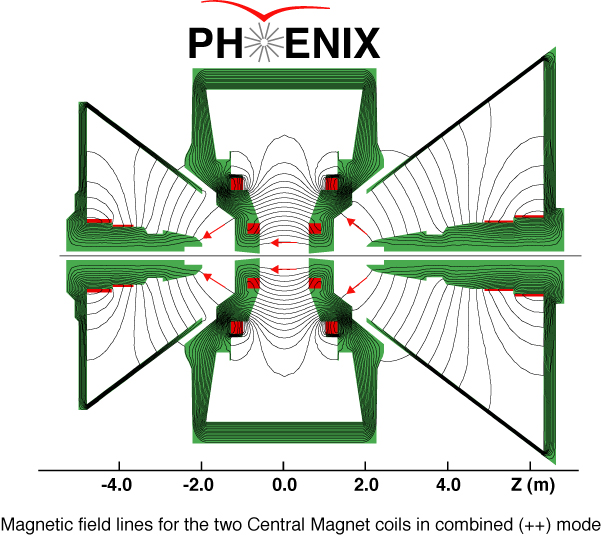 PHENIX
-4.0 -2.0 0.0 2.0 4.0 Z (m)
Magnetic field lines for the two Central Magnet coils in combined (++) mode